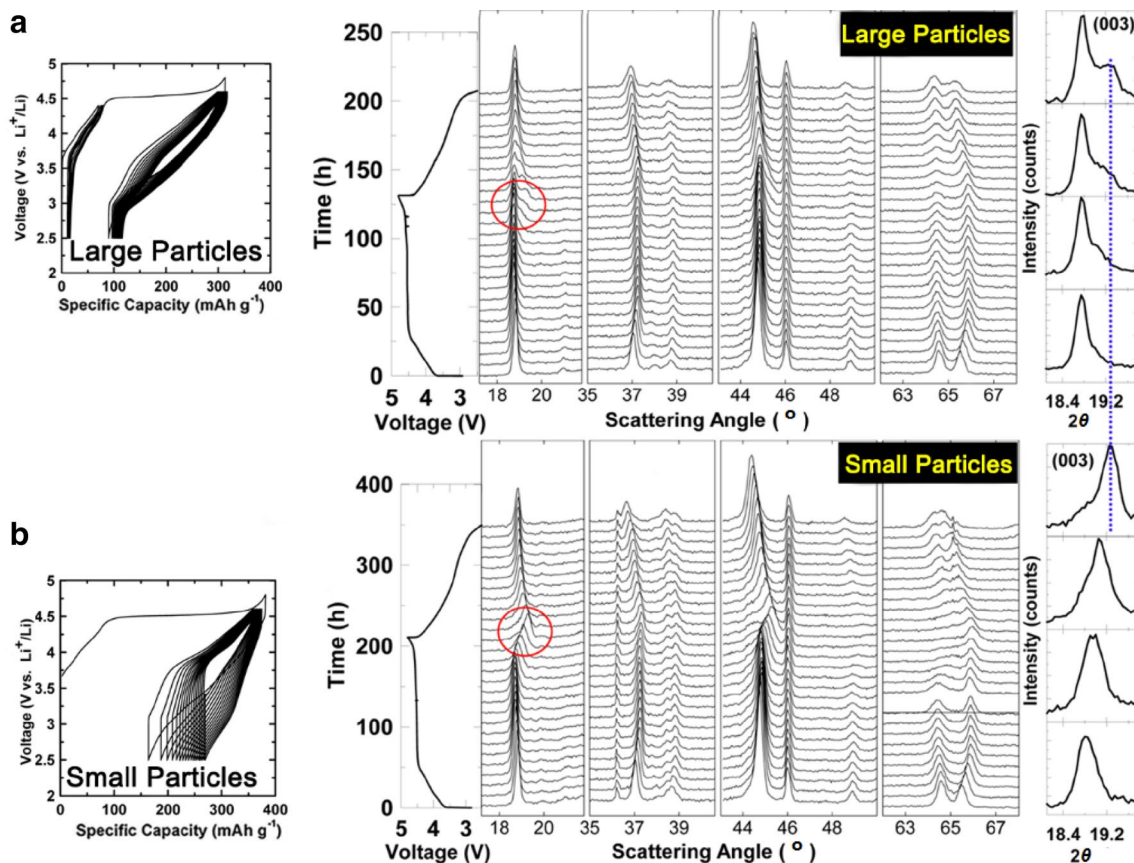 a
5
4.5
4
3.5
3
2.5
2
Voltage (V vs. Li⁺/Li)
Large Particles
0 100 200 300 400
Specific Capacity (mAh g⁻¹)
250
200
150
100
50
0
Time (h)
5 4 3
Voltage (V)
Large Particles
18 20 35 37 39 44 46 48 63 65 67
Scattering Angle ( ° )
(003)
Intensity (counts)
18.4 19.2
2θ
b
5
4.5
4
3.5
3
2.5
2
Voltage (V vs. Li⁺/Li)
Small Particles
0 100 200 300 400
Specific Capacity (mAh g⁻¹)
400
300
200
100
0
Time (h)
5 4 3
Voltage (V)
Small Particles
18 20 35 37 39 44 46 48 63 65 67
Scattering Angle ( ° )
(003)
Intensity (counts)
18.4 19.2
2θ